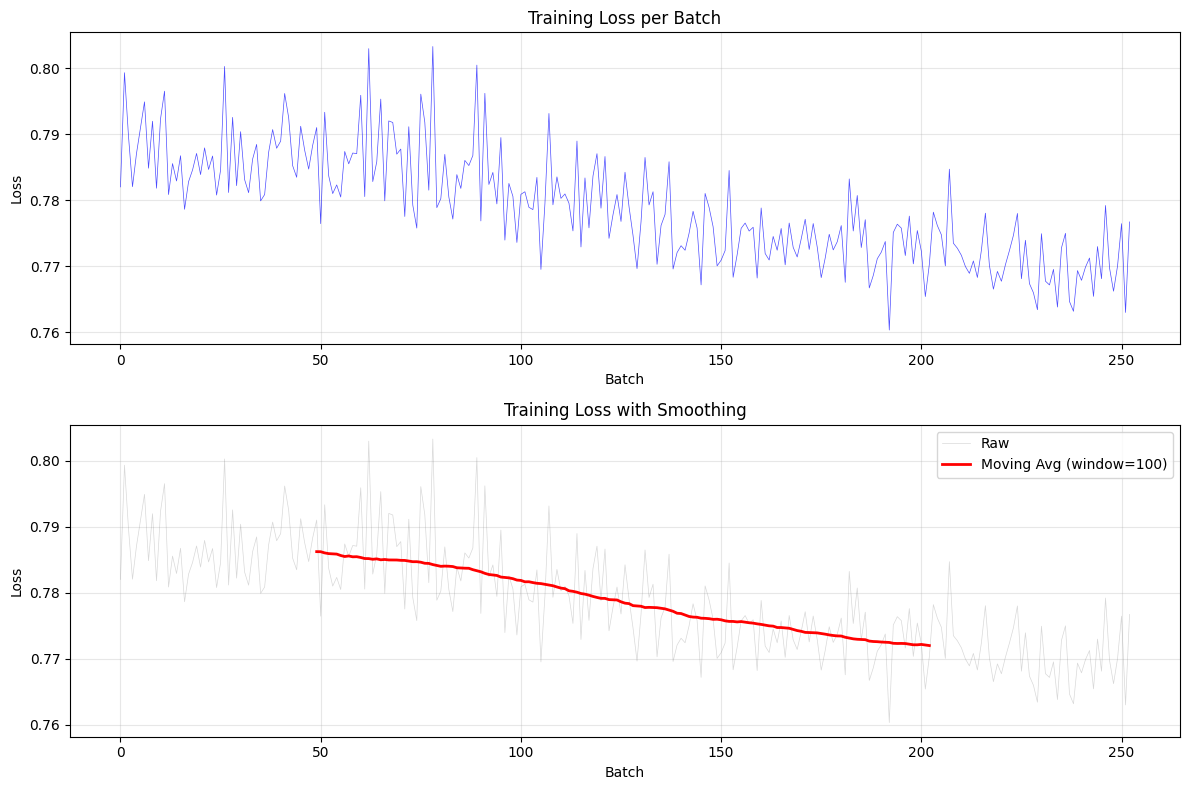 Training Loss per Batch
0.80
0.79
0.78
0.77
0.76
Loss
0 50 100 150 200 250
Batch
Training Loss with Smoothing
Raw
Moving Avg (window=100)
0.80
0.79
0.78
0.77
0.76
Loss
0 50 100 150 200 250
Batch